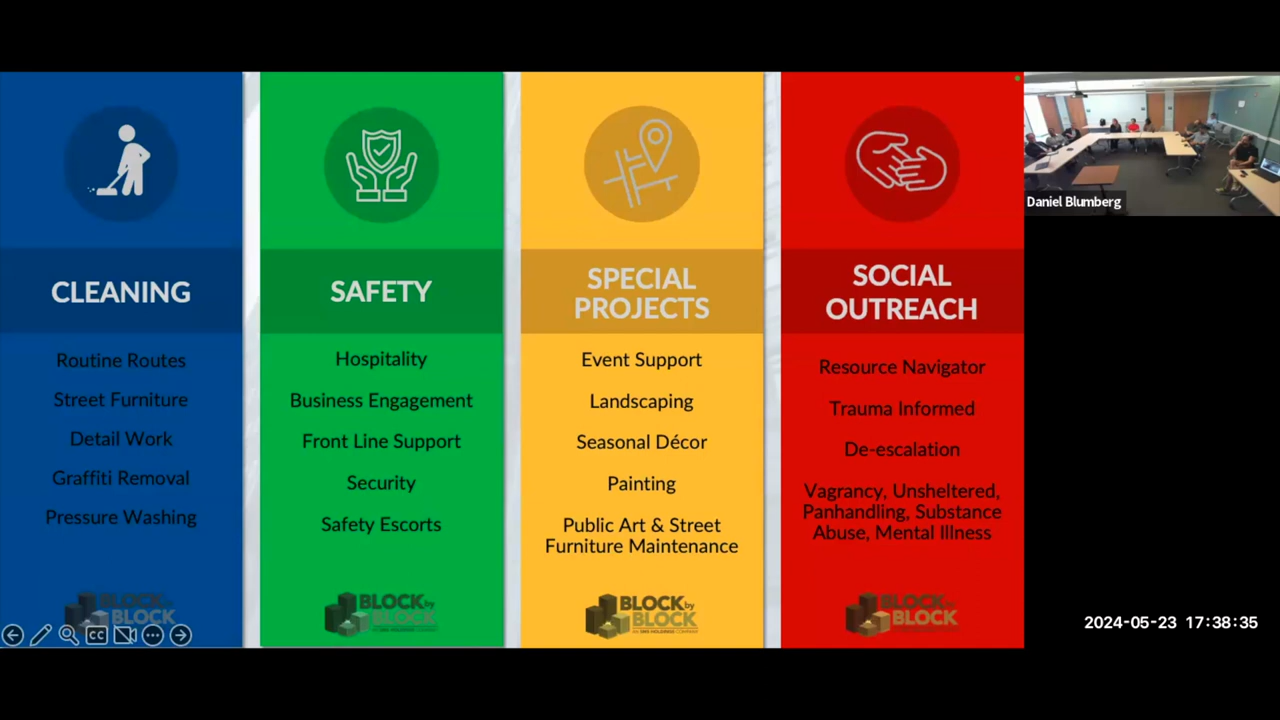 CLEANING
Routine Routes
Street Furniture
Detail Work
Graffiti Removal
Pressure Washing
BLOCK by
BLOCK
SAFETY
Hospitality
Business Engagement
Front Line Support
Security
Safety Escorts
BLOCK by
BLOCK
SPECIAL
PROJECTS
Event Support
Landscaping
Seasonal Décor
Painting
Public Art & Street
Furniture Maintenance
BLOCK by
BLOCK
SOCIAL
OUTREACH
Resource Navigator
Trauma Informed
De-escalation
Vagrancy, Unsheltered,
Panhandling, Substance
Abuse, Mental Illness
BLOCK by
BLOCK
CC
Daniel Blumberg
2024-05-23 17:38:35